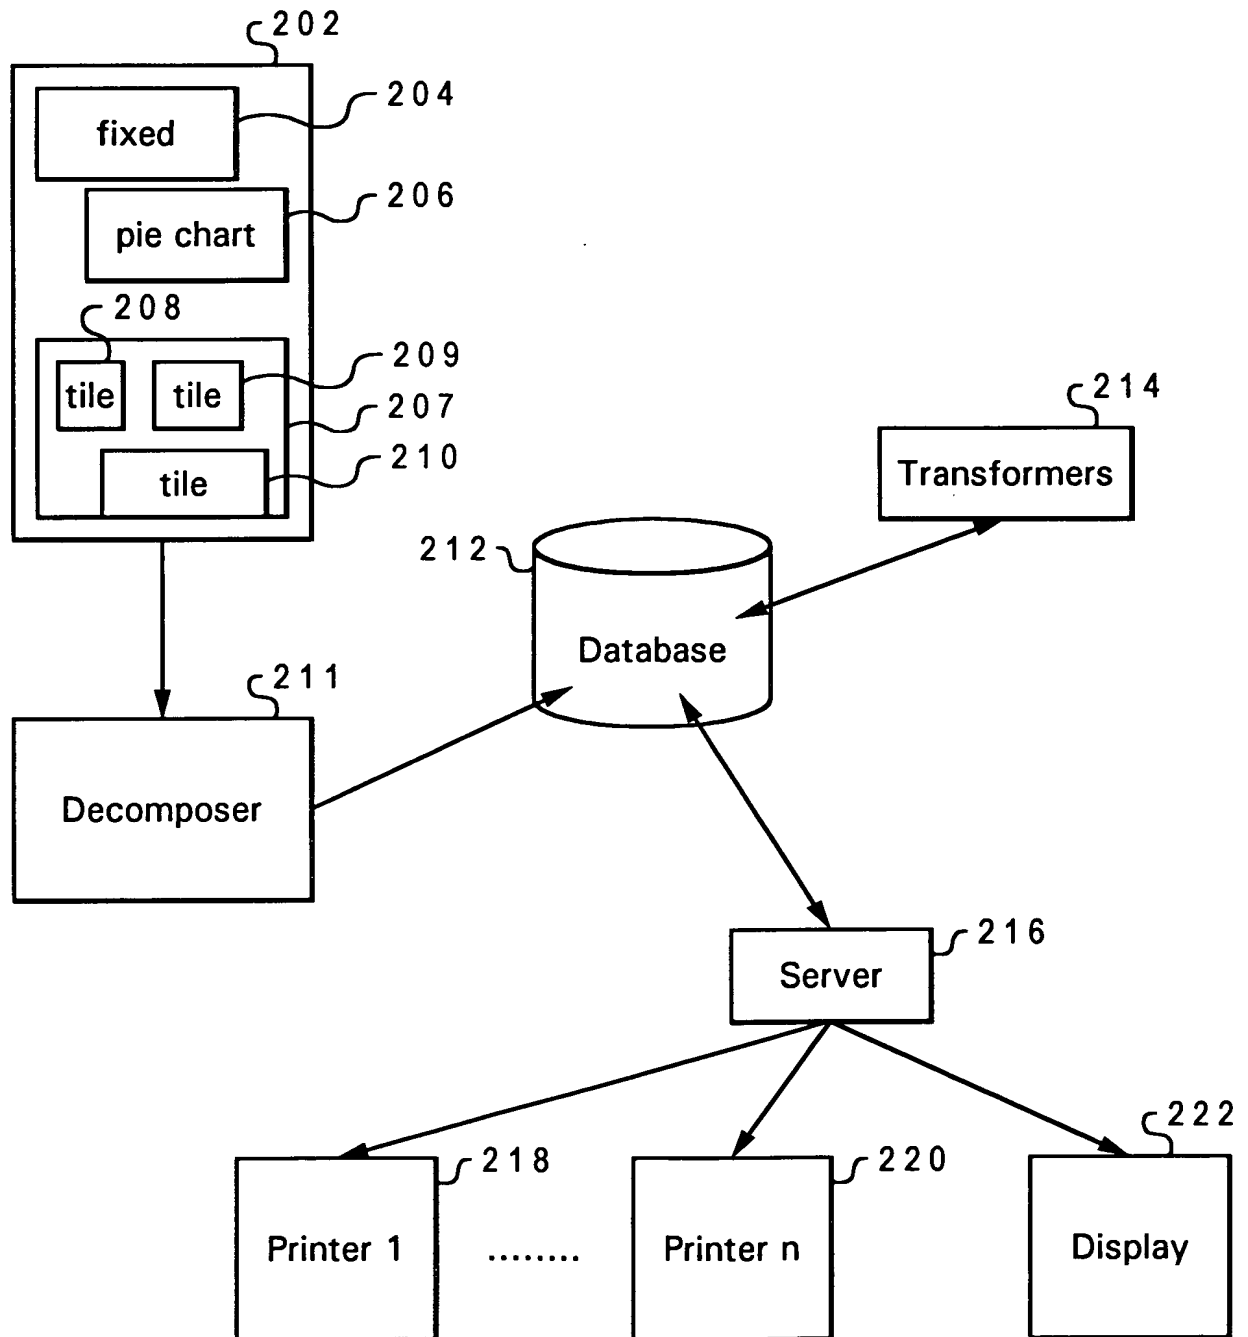 202
fixed
204
pie chart
206
208
tile
tile
209
207
tile
210
211
Decomposer
212
Database
214
Transformers
216
Server
218
Printer 1
........
220
Printer n
222
Display